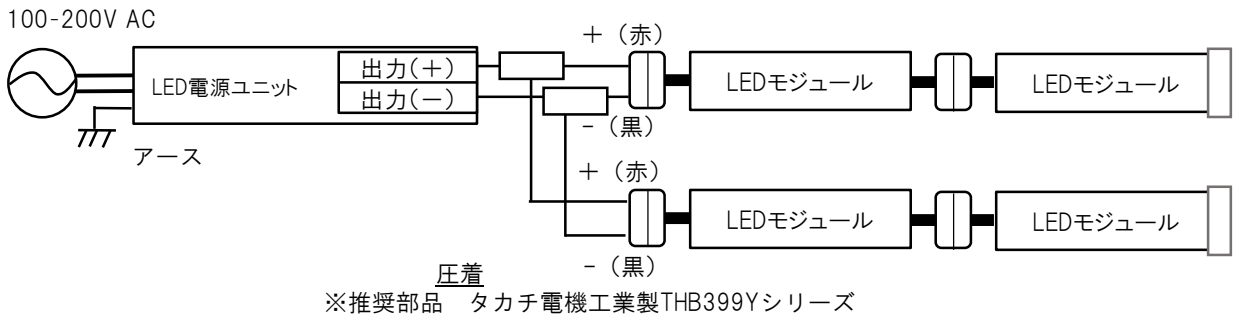 100-200V AC
LED電源ユニット
出力(+)
出力(-)
アース
+ (赤)
- (黒)
LEDモジュール
LEDモジュール
+ (赤)
- (黒)
LEDモジュール
LEDモジュール
圧着
※推奨部品 タカチ電機工業製THB399Yシリーズ